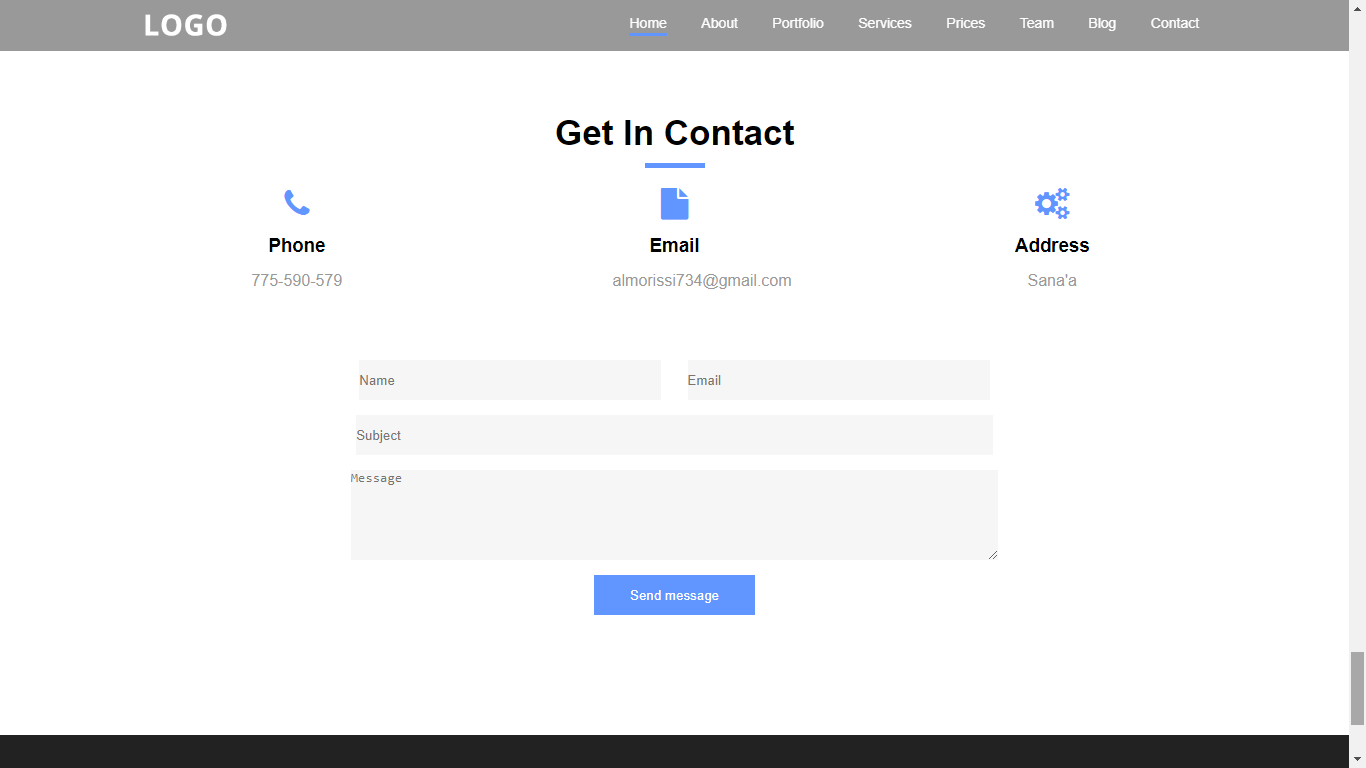 LOGO Home About Portfolio Services Prices Team Blog Contact
Get In Contact
Phone Email Address
775-590-579 almorissi734@gmail.com Sana'a
Name Email
Subject
Message
Send message